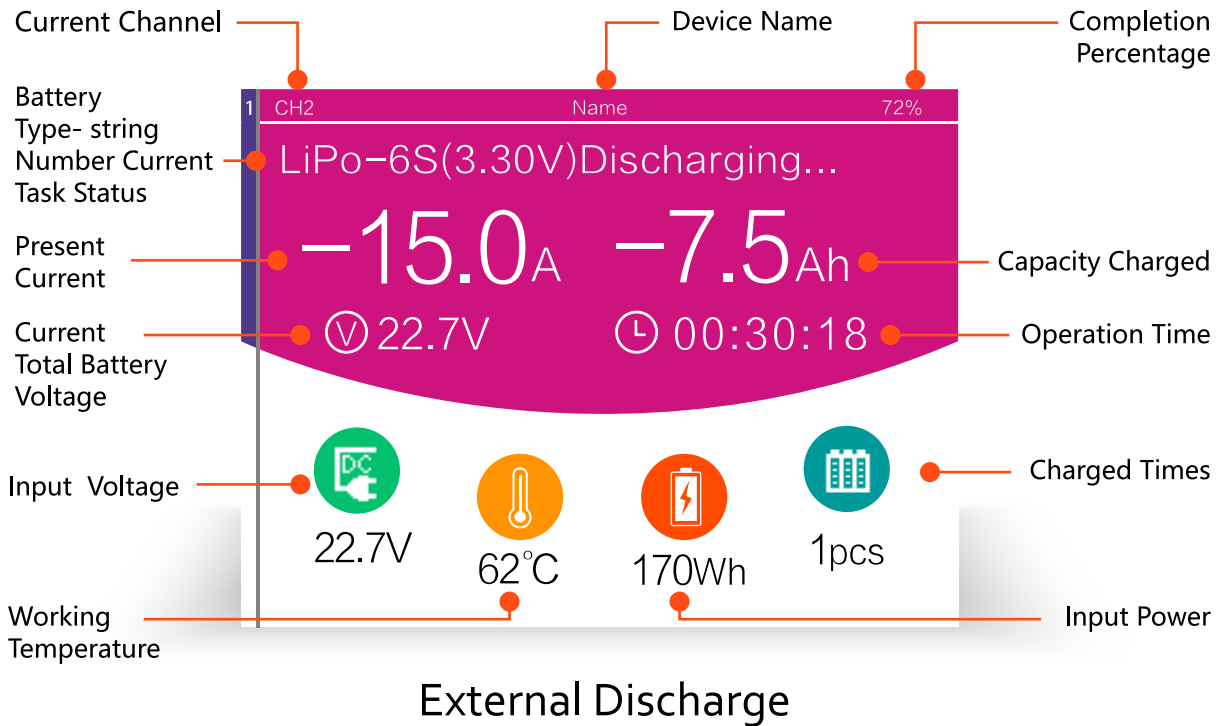 Current Channel
Device Name
Completion
Percentage
Battery
Type- string
Number Current
Task Status
1
CH2
Name
72%
LiPo-6S(3.30V)Discharging...
Present
Current
-15.0A
-7.5Ah
Capacity Charged
Current
Total Battery
Voltage
V 22.7V
00:30:18
Operation Time
Input Voltage
DC
22.7V
62°C
170Wh
1pcs
Charged Times
Working
Temperature
Input Power
External Discharge